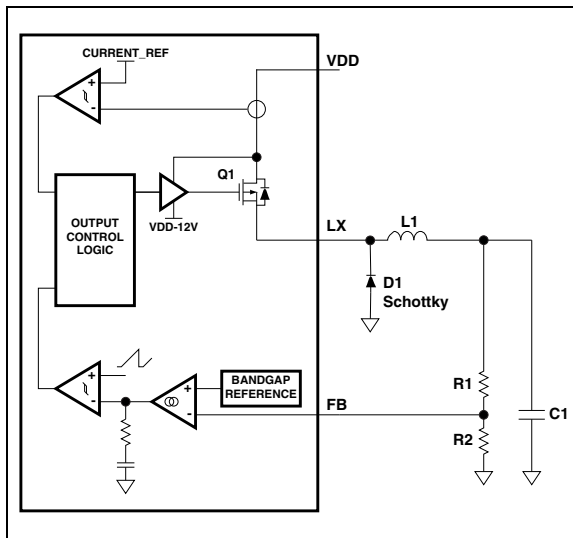 CURRENT_REF
VDD
+
-
Q1
OUTPUT
CONTROL
LOGIC
VDD-12V
LX
L1
D1
Schottky
+
-
+
-
BANDGAP
REFERENCE
FB
R1
R2
C1